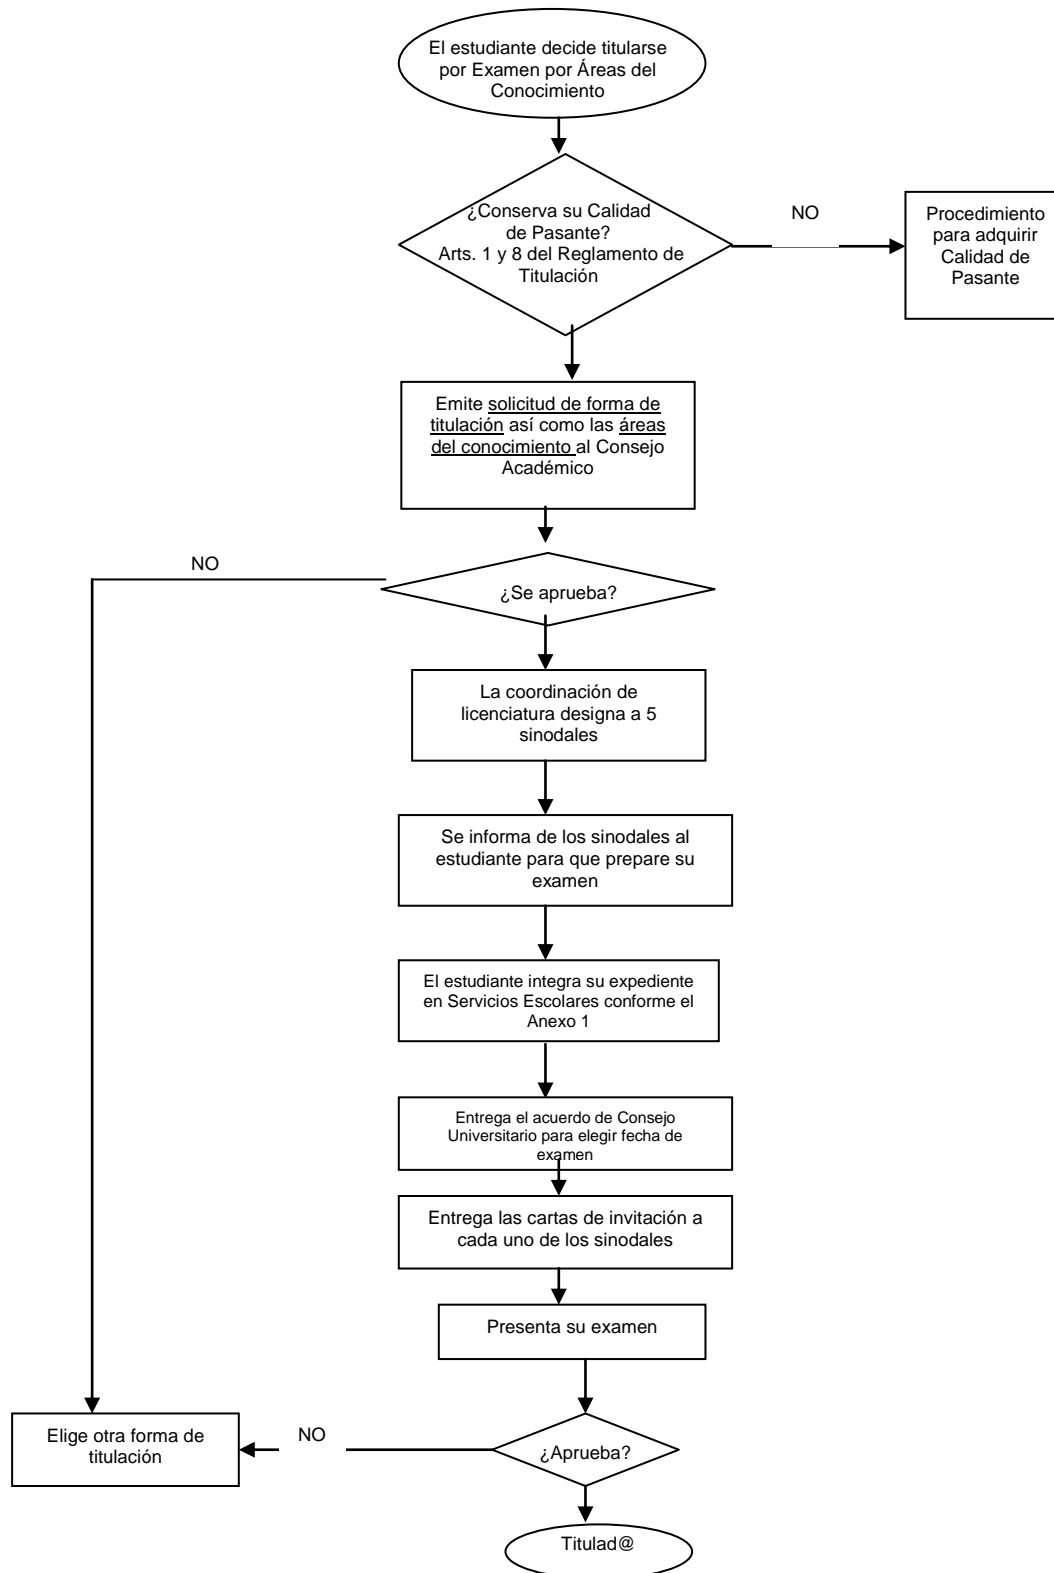 El estudiante decide titularse
por Examen por Áreas del
Conocimiento
¿Conserva su Calidad
de Pasante?
Arts. 1 y 8 del Reglamento de
Titulación
NO
Procedimiento
para adquirir
Calidad de
Pasante
Emite solicitud de forma de
titulación así como las áreas
del conocimiento al Consejo
Académico
NO
¿Se aprueba?
La coordinación de
licenciatura designa a 5
sinodales
Se informa de los sinodales al
estudiante para que prepare su
examen
El estudiante integra su expediente
en Servicios Escolares conforme el
Anexo 1
Entrega el acuerdo de Consejo
Universitario para elegir fecha de
examen
Entrega las cartas de invitación a
cada uno de los sinodales
Presenta su examen
Elige otra forma de
titulación
NO
¿Aprueba?
Titulad@